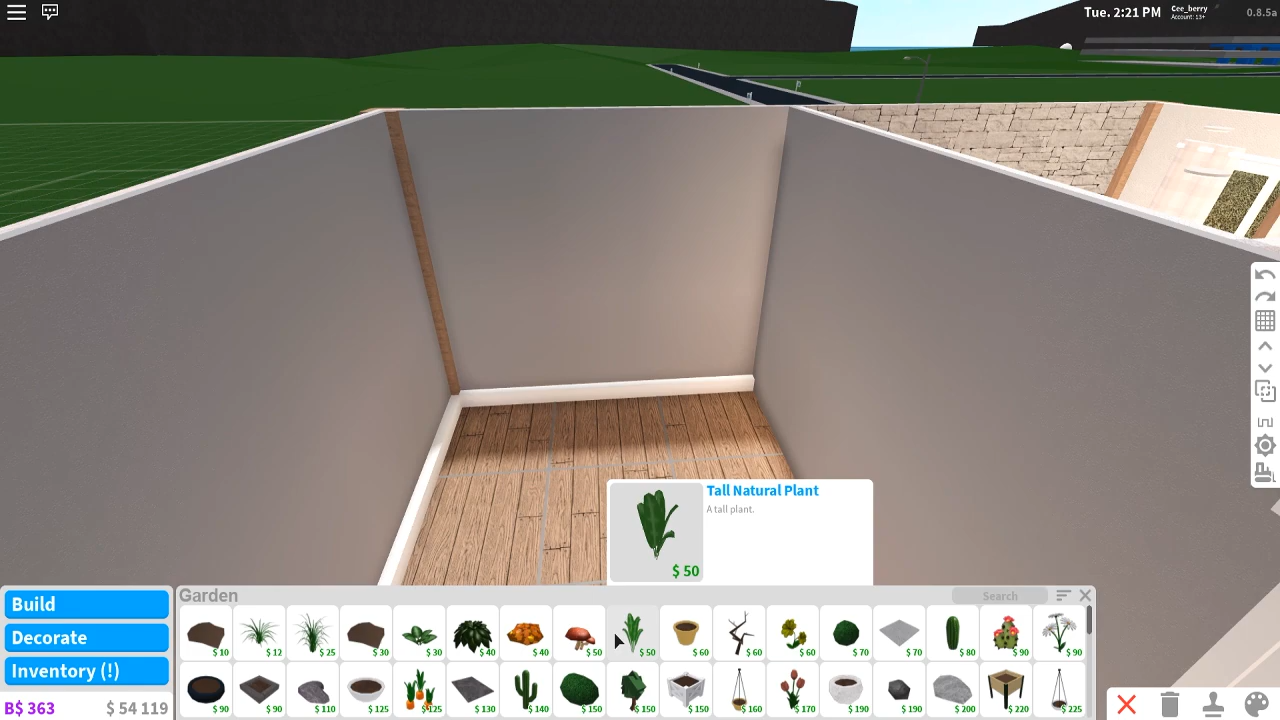 Tue. 2:21 PM
Cee_berry
Account: 13+
0.8.5a
Tall Natural Plant
A tall plant.
$ 50
Build
Decorate
Inventory (!)
B$ 363
$ 54 119
Garden
Search
$ 10
$ 12
$ 25
$ 30
$ 30
$ 40
$ 40
$ 50
$ 50
$ 60
$ 60
$ 60
$ 70
$ 70
$ 80
$ 90
$ 90
$ 90
$ 90
$ 110
$ 125
$ 125
$ 130
$ 140
$ 150
$ 150
$ 150
$ 160
$ 170
$ 190
$ 190
$ 200
$ 220
$ 225